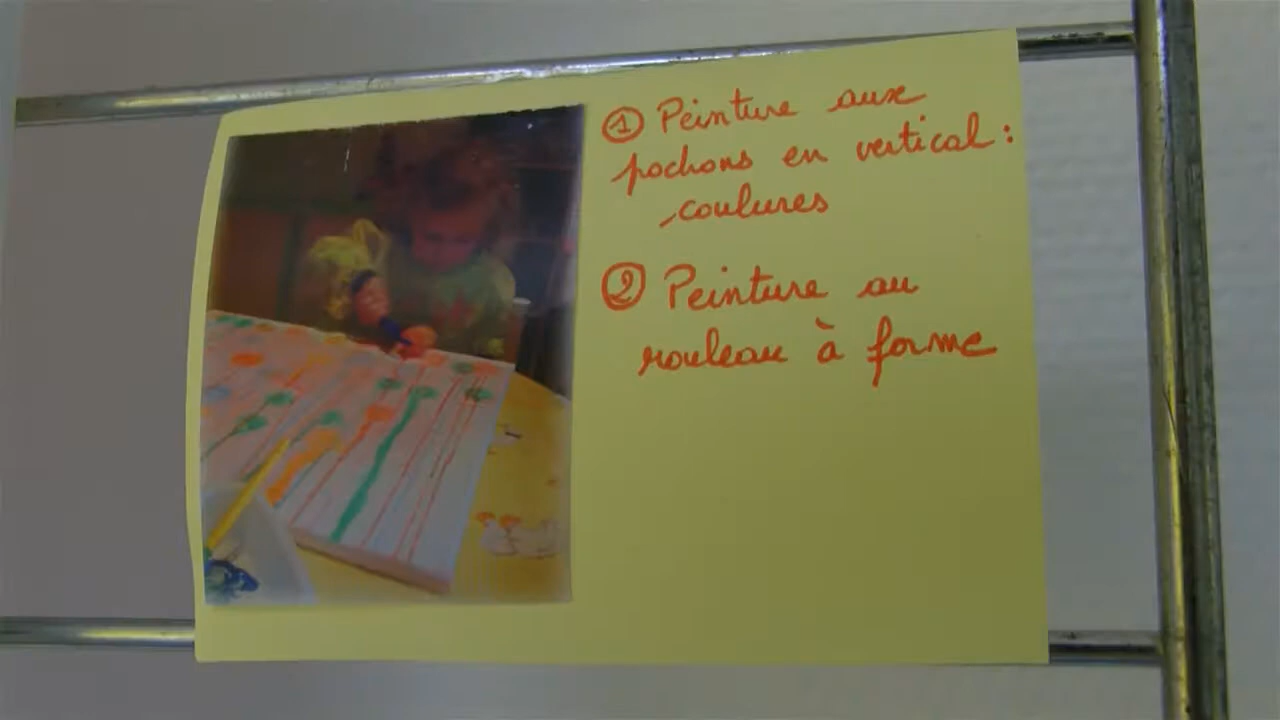 ① Peinture aux
pochons en vertical :
coulures
② Peinture au
rouleau à forme